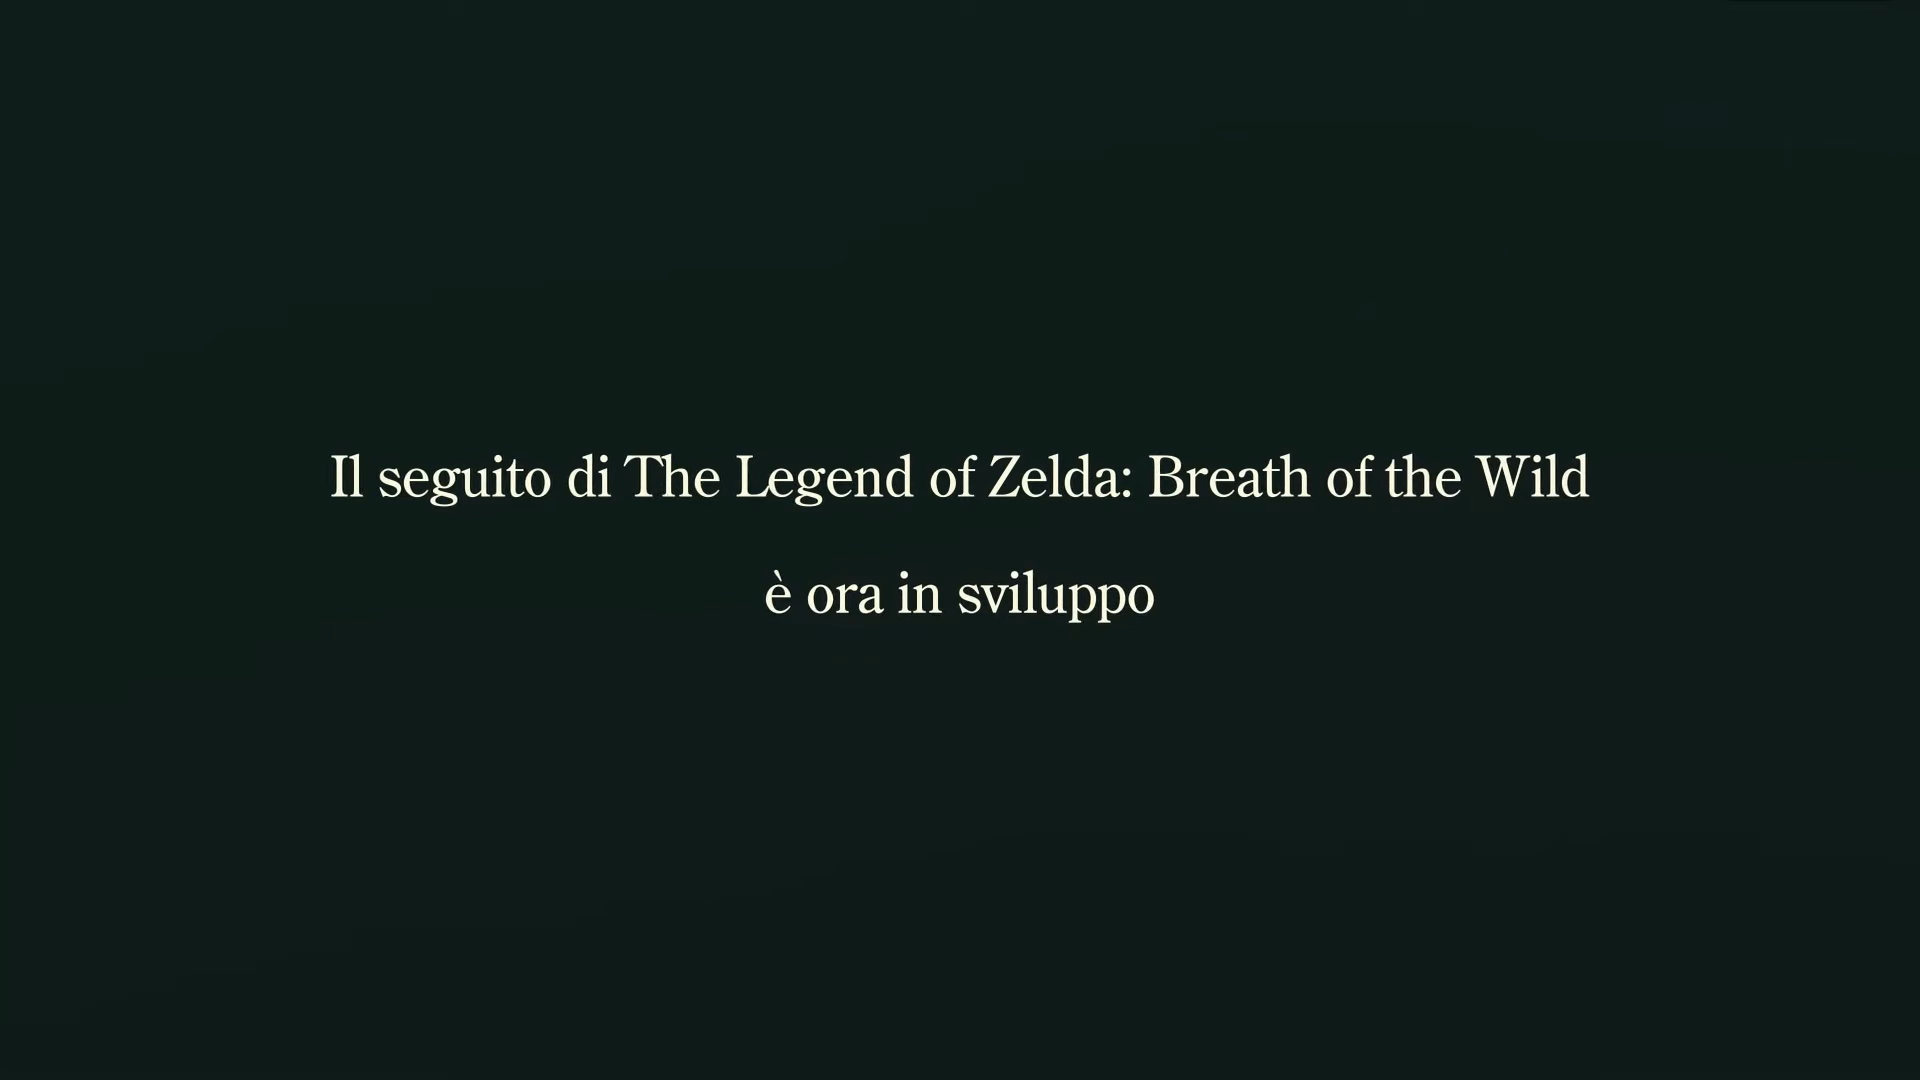 Il seguito di The Legend of Zelda: Breath of the Wild
è ora in sviluppo